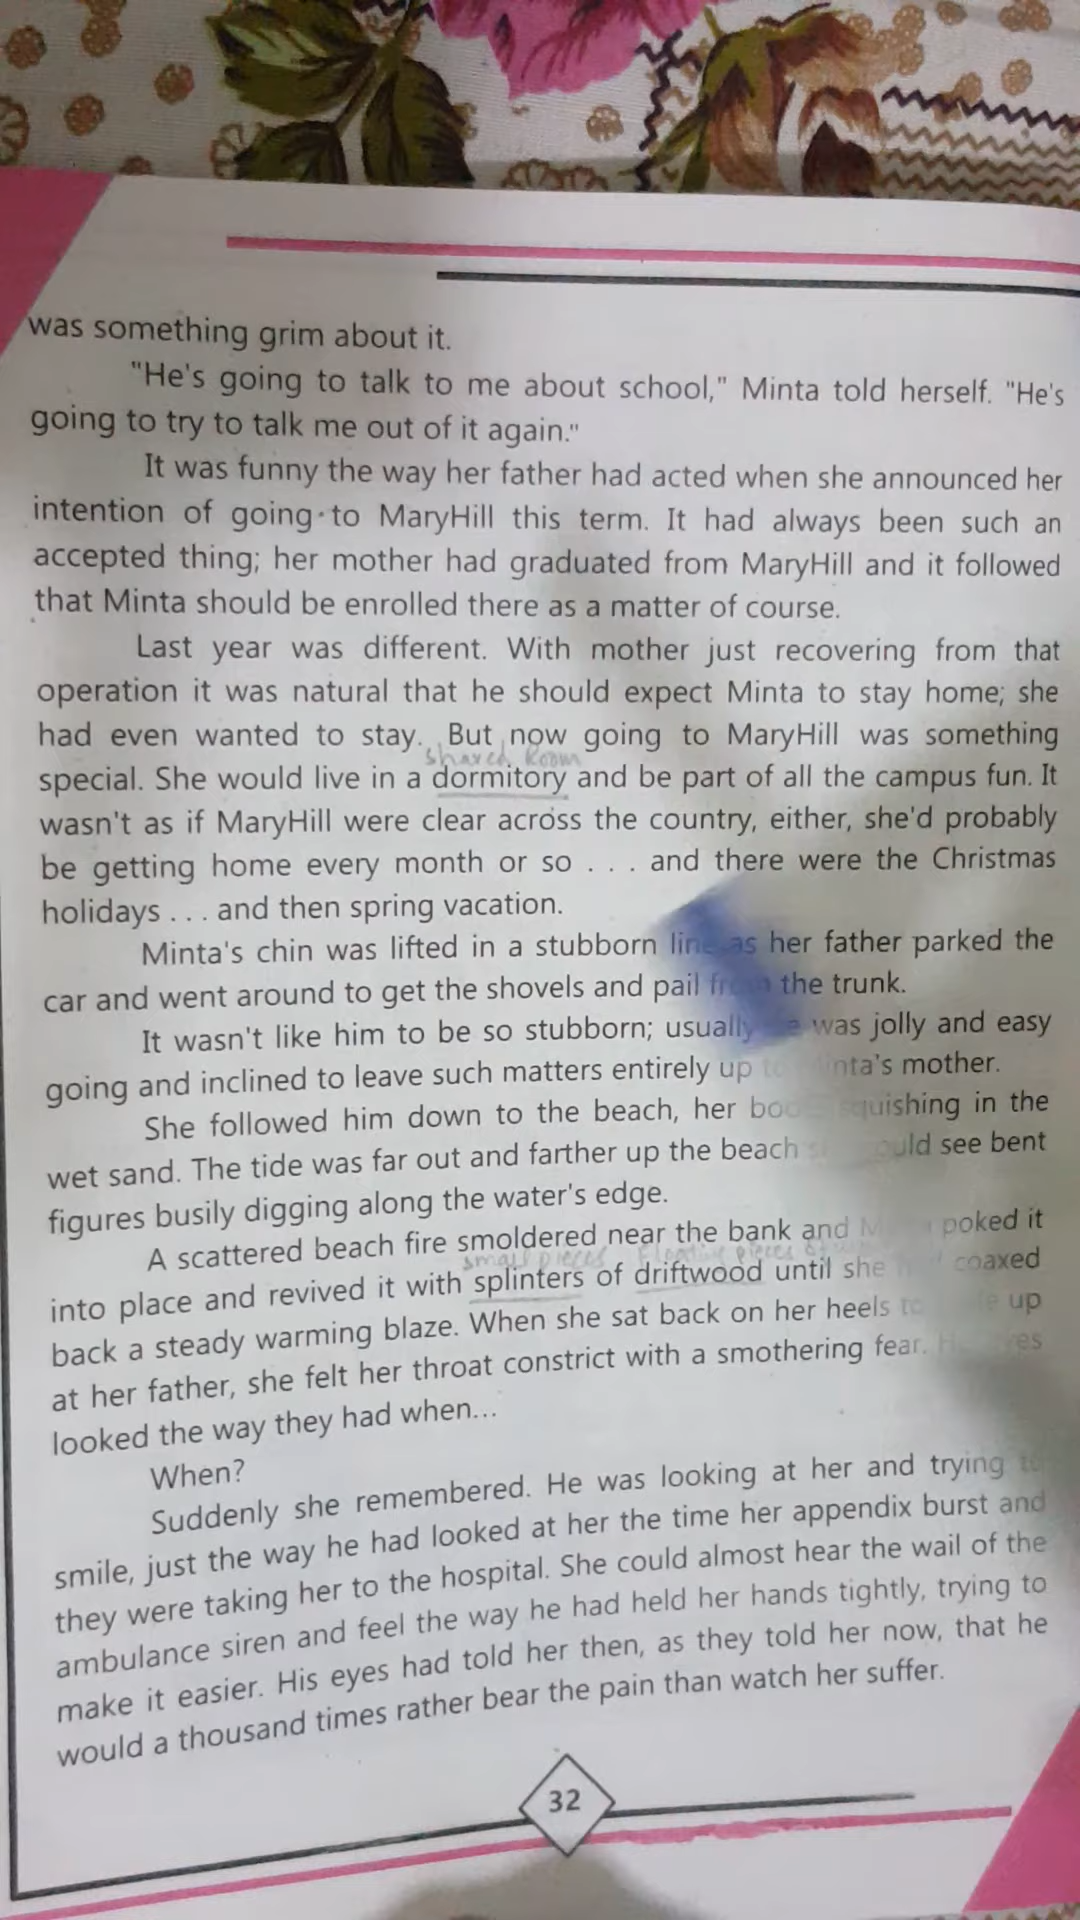 was something grim about it.
"He's going to talk to me about school," Minta told herself. "He's
going to try to talk me out of it again."
It was funny the way her father had acted when she announced her
intention of going to MaryHill this term. It had always been such an
accepted thing; her mother had graduated from MaryHill and it followed
that Minta should be enrolled there as a matter of course.
Last year was different. With mother just recovering from that
operation it was natural that he should expect Minta to stay home; she
had even wanted to stay. But now going to MaryHill was something
shared Room
special. She would live in a dormitory and be part of all the campus fun. It
wasn't as if MaryHill were clear across the country, either, she'd probably
be getting home every month or so . . . and there were the Christmas
holidays . . . and then spring vacation.
Minta's chin was lifted in a stubborn line as her father parked the
car and went around to get the shovels and pail from the trunk.
It wasn't like him to be so stubborn; usually was jolly and easy
going and inclined to leave such matters entirely up to Minta's mother.
She followed him down to the beach, her squishing in the
wet sand. The tide was far out and farther up the beach could see bent
figures busily digging along the water's edge.
A scattered beach fire smoldered near the bank and poked it
small pieces Floating pieces of
into place and revived it with splinters of driftwood until she coaxed
back a steady warming blaze. When she sat back on her heels to up
at her father, she felt her throat constrict with a smothering fear. eyes
looked the way they had when...
When?
Suddenly she remembered. He was looking at her and trying to
smile, just the way he had looked at her the time her appendix burst and
they were taking her to the hospital. She could almost hear the wail of the
ambulance siren and feel the way he had held her hands tightly, trying to
make it easier. His eyes had told her then, as they told her now, that he
would a thousand times rather bear the pain than watch her suffer.
32